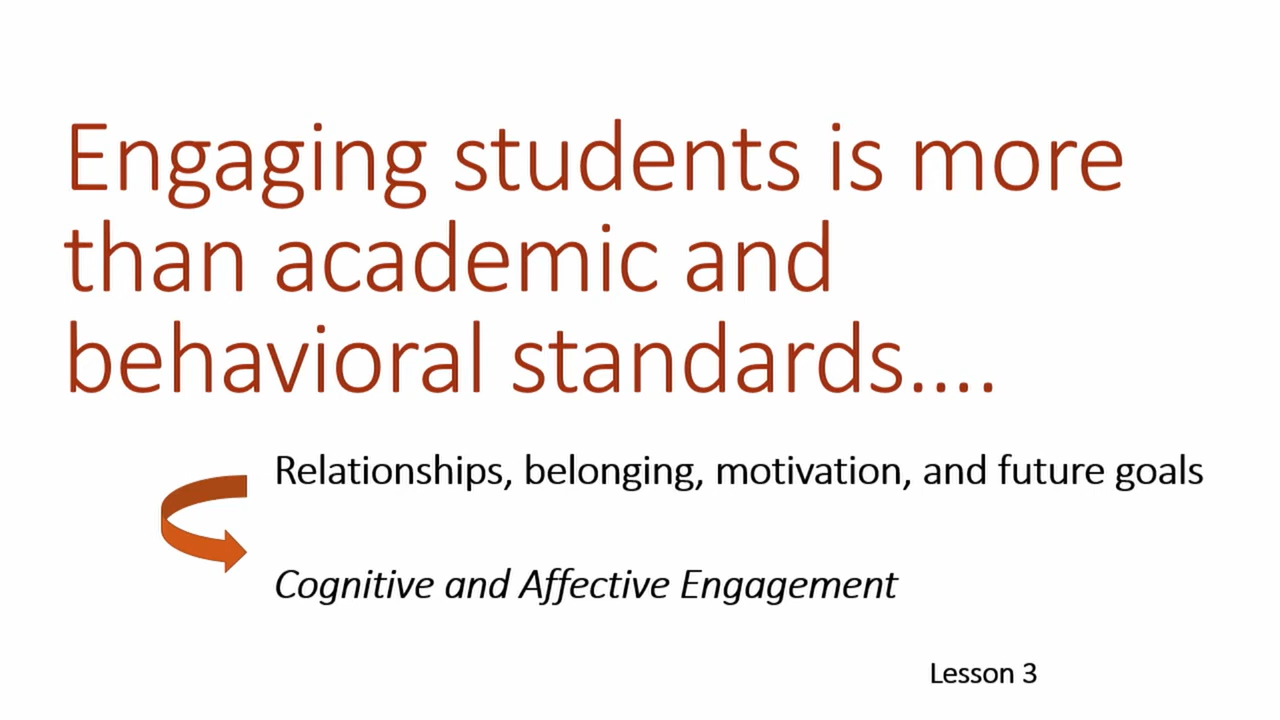 Engaging students is more
than academic and
behavioral standards....
Relationships, belonging, motivation, and future goals
Cognitive and Affective Engagement
Lesson 3